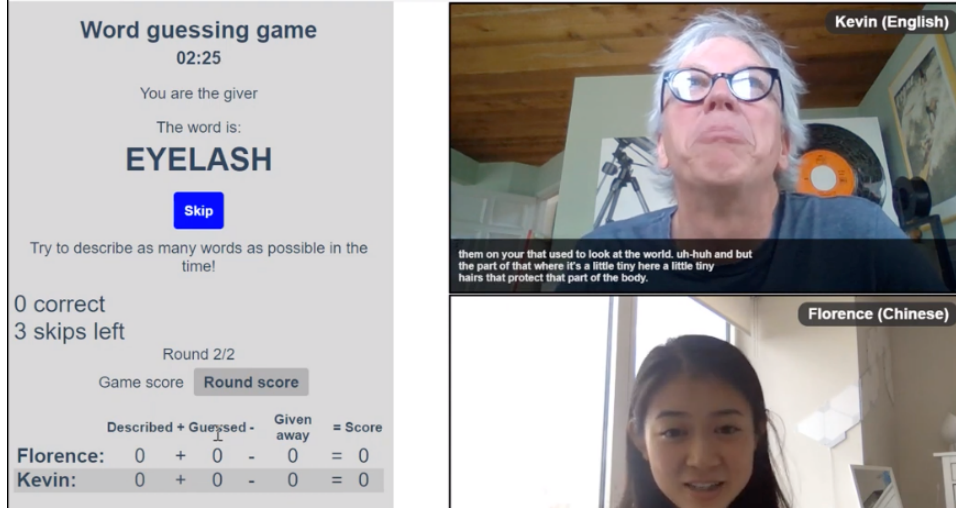 Word guessing game
02:25
You are the giver
The word is:
EYELASH
Skip
Try to describe as many words as possible in the
time!
0 correct
3 skips left
Round 2/2
Game score Round score
Described + Guessed - Given away = Score
Florence: 0 + 0 - 0 = 0
Kevin: 0 + 0 - 0 = 0
Kevin (English)
them on your that used to look at the world. uh-huh and but
the part of that where it's a little tiny here a little tiny
hairs that protect that part of the body.
Florence (Chinese)